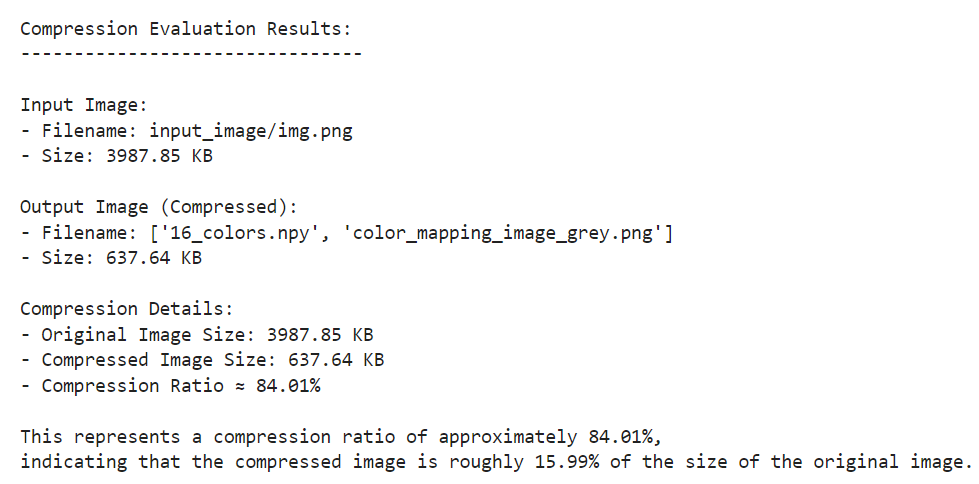 Compression Evaluation Results:
--------------------------------
Input Image:
- Filename: input_image/img.png
- Size: 3987.85 KB
Output Image (Compressed):
- Filename: ['16_colors.npy', 'color_mapping_image_grey.png']
- Size: 637.64 KB
Compression Details:
- Original Image Size: 3987.85 KB
- Compressed Image Size: 637.64 KB
- Compression Ratio ≈ 84.01%
This represents a compression ratio of approximately 84.01%,
indicating that the compressed image is roughly 15.99% of the size of the original image.